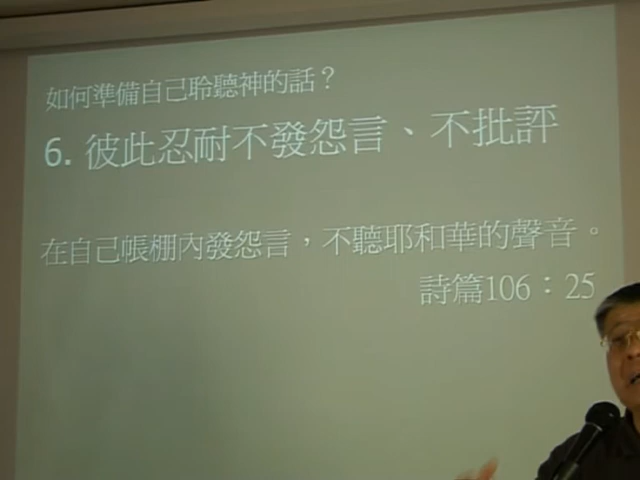 如何準備自己聆聽神的話？
6. 彼此忍耐不發怨言、不批評
在自己帳棚內發怨言，不聽耶和華的聲音。
詩篇106：25